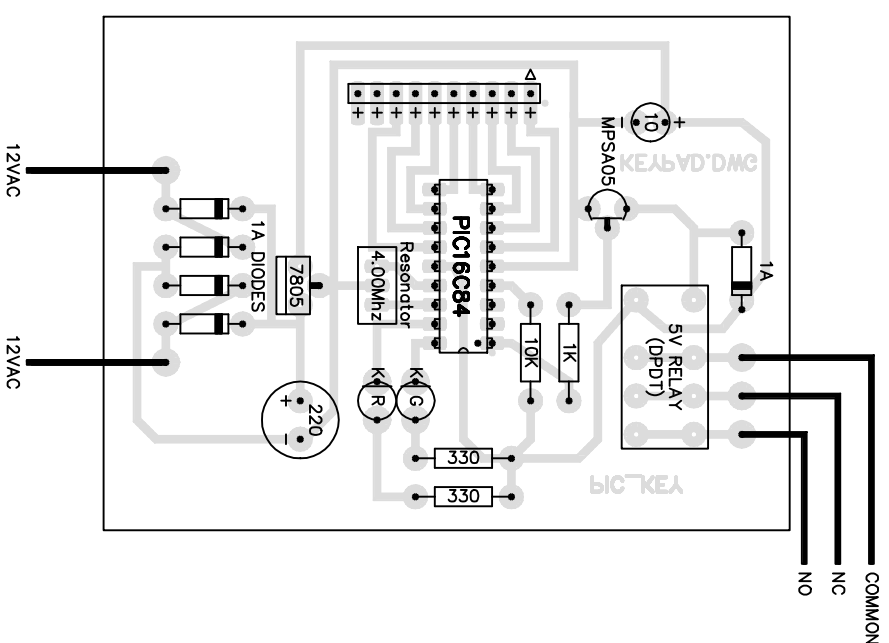 12VAC
12VAC
1A DIODES
7805
+
220
-
Resonator
4.00Mhz
+ + + + + + + + + +
PIC16C84
K
R
K
G
330
330
10K
1K
MPSA05
- 10 +
KEYPAD.DWG
1A
5V RELAY
(DPDT)
PIC_KEY
NO
NC
COMMON